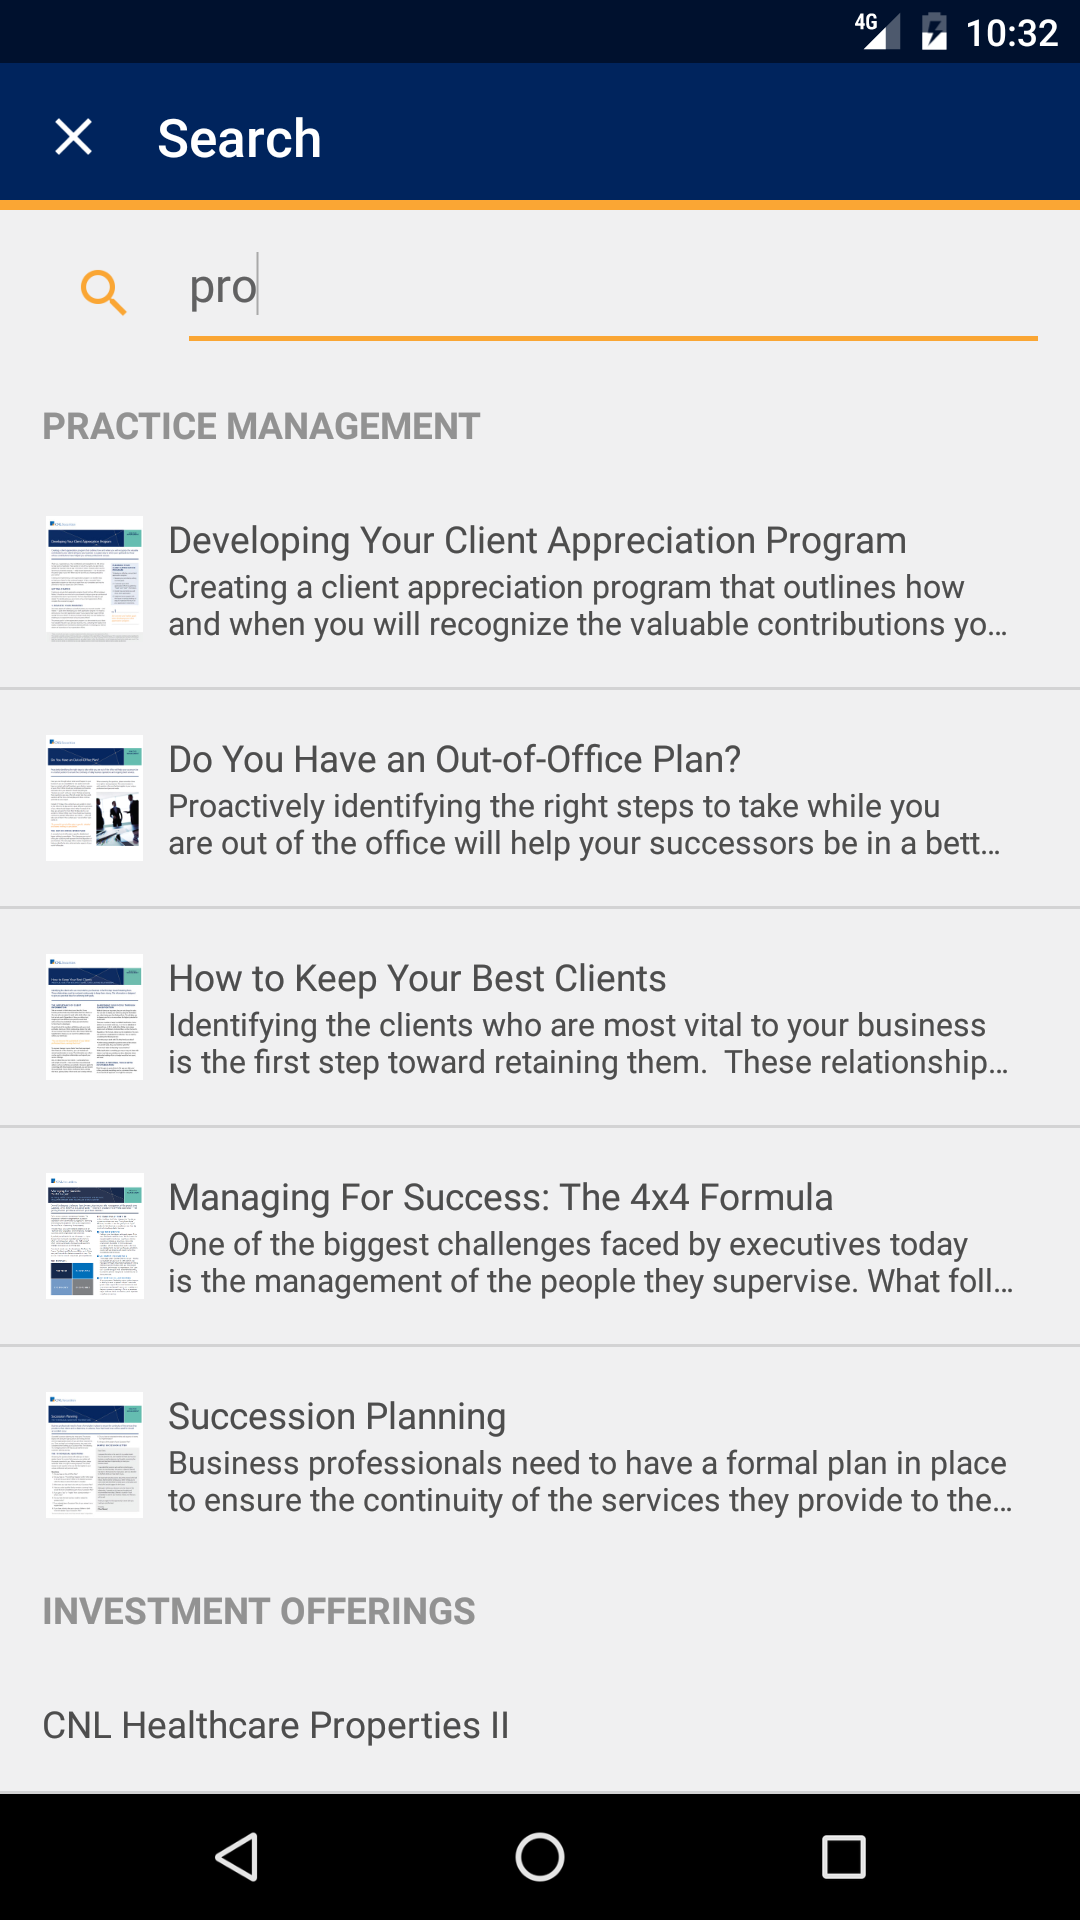 4G 10:32
Search
pro
PRACTICE MANAGEMENT
Developing Your Client Appreciation Program
Creating a client appreciation program that outlines how
and when you will recognize the valuable contributions yo...
Do You Have an Out-of-Office Plan?
Proactively identifying the right steps to take while you
are out of the office will help your successors be in a bett...
How to Keep Your Best Clients
Identifying the clients who are most vital to your business
is the first step toward retaining them.  These relationship...
Managing For Success: The 4x4 Formula
One of the biggest challenges faced by executives today
is the management of the people they supervise. What foll...
Succession Planning
Business professionals need to have a formal plan in place
to ensure the continuity of the services they provide to the...
INVESTMENT OFFERINGS
CNL Healthcare Properties II